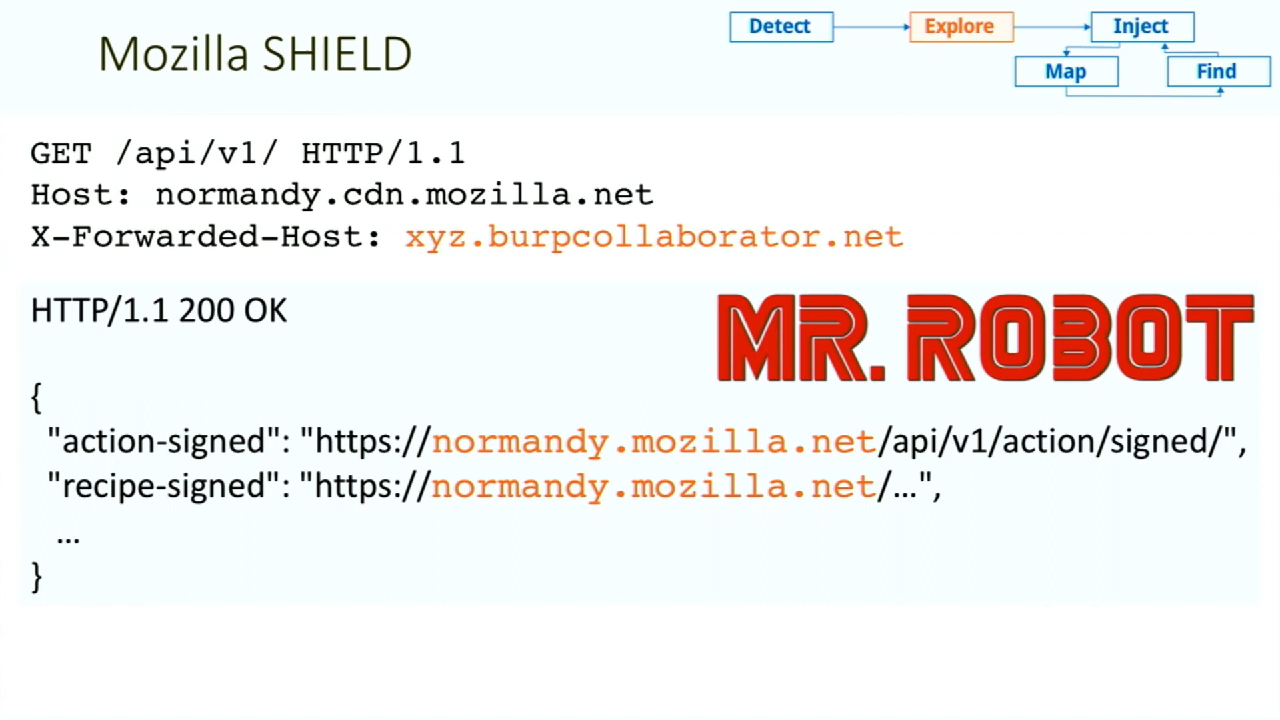 Mozilla SHIELD
Detect
Explore
Inject
Map
Find
GET /api/v1/ HTTP/1.1
Host: normandy.cdn.mozilla.net
X-Forwarded-Host: xyz.burpcollaborator.net
HTTP/1.1 200 OK
MR. ROBOT
{
"action-signed": "https://normandy.mozilla.net/api/v1/action/signed/",
"recipe-signed": "https://normandy.mozilla.net/…",
…
}